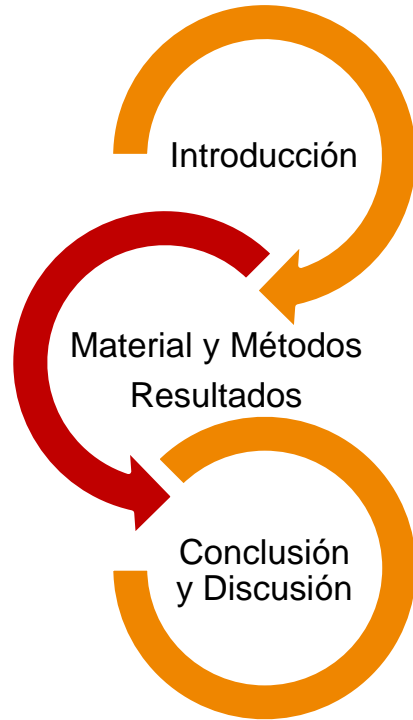 Introducción
Material y Métodos
Resultados
Conclusión
y Discusión